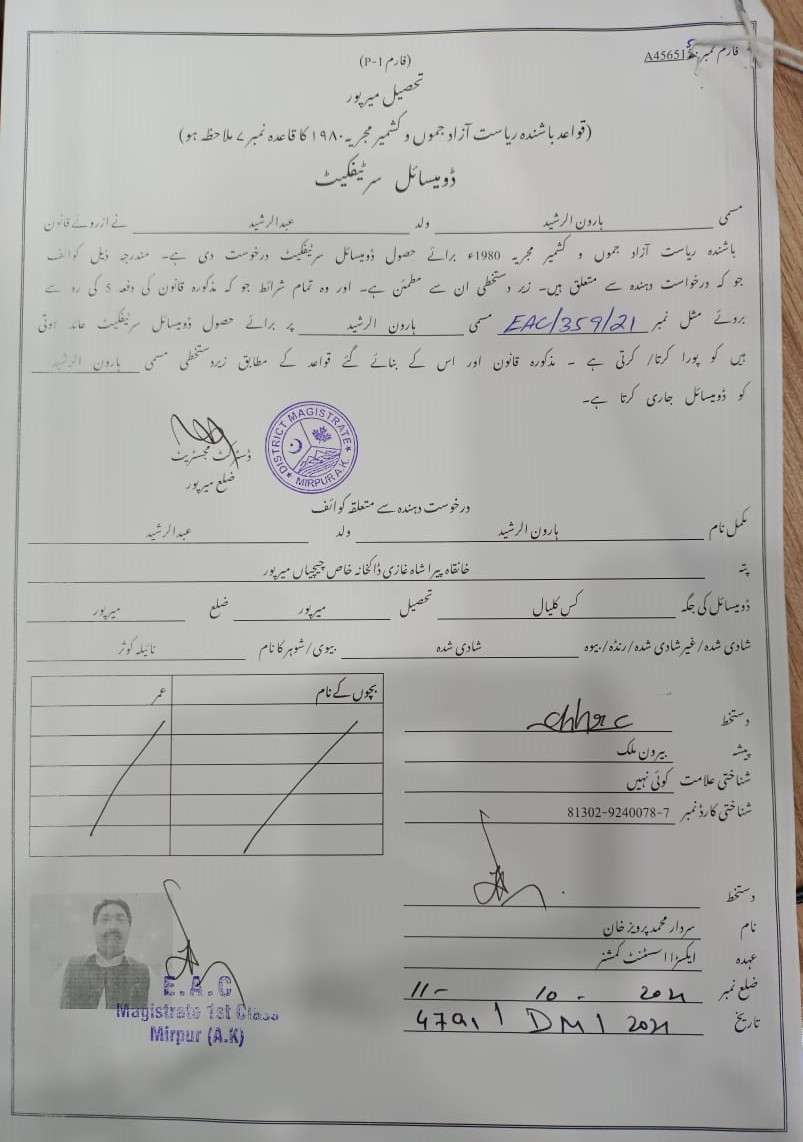 فارم نمبر A45651
(فارم P-1)
تحصیل میرپور
(قواعد باشندہ ریاست آزاد جموں و کشمیر مجریہ ۱۹۸۰ کا قاعدہ نمبر ۷ ملاحظہ ہو)
ڈومیسائل سرٹیفکیٹ
مسمی ہارون الرشید ولد عبدالرشید نے ازروئے قانون
باشندہ ریاست آزاد جموں و کشمیر مجریہ 1980ء برائے حصول ڈومیسائل سرٹیفکیٹ درخوست دی ہے۔ مندرجہ ذیل کوائف
جو کہ درخواست دہندہ سے متعلق ہیں۔ زیر دستخطی ان سے مطمئن ہے۔ اور وہ تمام شرائط جو کہ مذکورہ قانون کی دفعہ 5 کی رو سے
بروئے مثل نمبر EAC/359/21 مسمی ہارون الرشید پر برائے حصول ڈومیسائل سرٹیفکیٹ عائد ہوتی
ہیں کو پورا کرتا/ کرتی ہے ۔ مذکورہ قانون اور اس کے بنائے گئے قواعد کے مطابق زیردستخطی مسمی ہارون الرشید
کو ڈومیسائل جاری کرتا ہے۔
DISTRICT MAGISTRATE
MIRPUR A.K.
ڈسٹرکٹ مجسٹریٹ
ضلع میرپور
درخوست دہندہ سے متعلقہ کوائف
مکمل نام ہارون الرشید ولد عبدالرشید
پتہ خانقاہ پیرا شاہ غازی ڈاکخانہ خاص چیچیاں میرپور
ڈومیسائل کی جگہ کس کلیال تحصیل میرپور ضلع میرپور
شادی شدہ/غیر شادی شدہ/رنڈہ/بیوہ شادی شدہ بیوی/شوہر کا نام نائیلہ کوثر
بچوں کے نام عمر
دستخط
پیشہ بیرون ملک
شناختی علامت کوئی نہیں
شناختی کارڈ نمبر 81302-9240078-7
دستخط
نام سردار محمد پرویز خان
عہدہ ایکسڑا اسسٹنٹ کمشنر
ضلع نمبر 11- 10 - 2021
تاریخ DM 2021
E.A.C
Magistrate 1st Class
Mirpur (A.K)